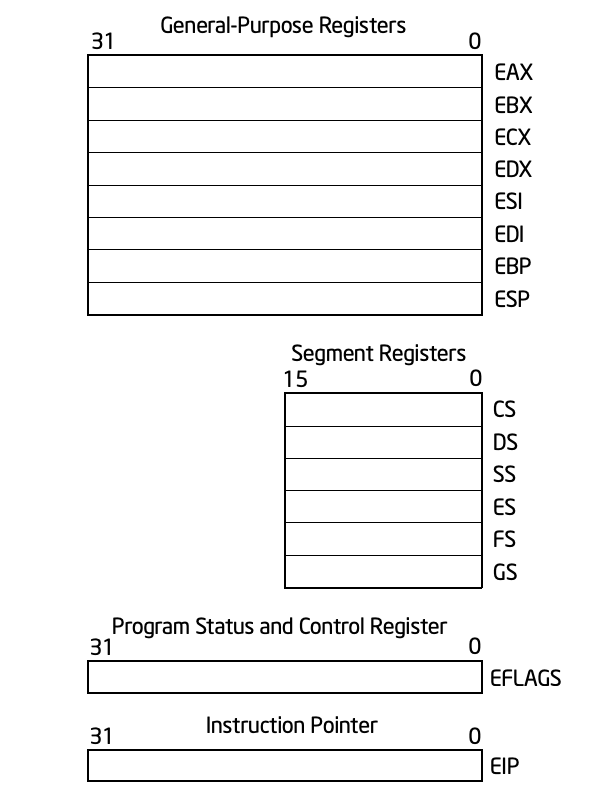 General-Purpose Registers
31 0
EAX
EBX
ECX
EDX
ESI
EDI
EBP
ESP
Segment Registers
15 0
CS
DS
SS
ES
FS
GS
Program Status and Control Register
31 0
EFLAGS
Instruction Pointer
31 0
EIP